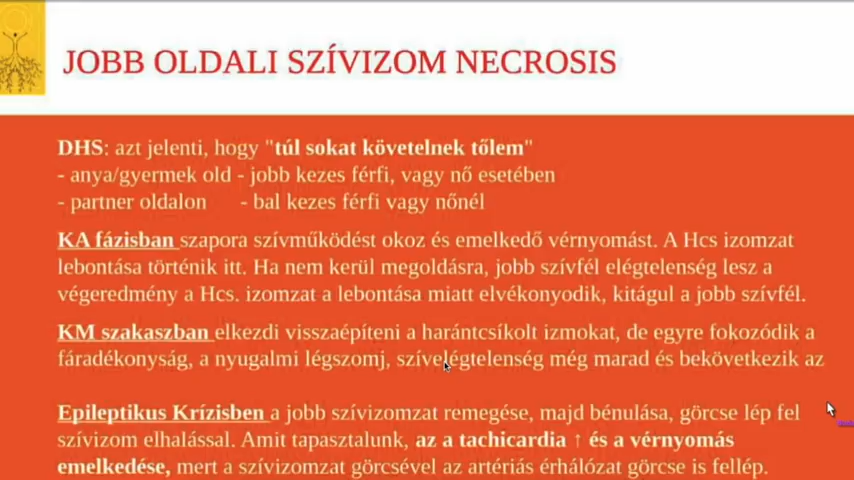 JOBB OLDALI SZÍVIZOM NECROSIS
DHS: azt jelenti, hogy "túl sokat követelnek tőlem"
- anya/gyermek old - jobb kezes férfi, vagy nő esetében
- partner oldalon - bal kezes férfi vagy nőnél
KA fázisban szapora szívműködést okoz és emelkedő vérnyomást. A Hcs izomzat
lebontása történik itt. Ha nem kerül megoldásra, jobb szívfél elégtelenség lesz a
végeredmény a Hcs. izomzat a lebontása miatt elvékonyodik, kitágul a jobb szívfél.
KM szakaszban elkezdi visszaépíteni a harántcsíkolt izmokat, de egyre fokozódik a
fáradékonyság, a nyugalmi légszomj, szívelégtelenség még marad és bekövetkezik az
Epileptikus Krízisben a jobb szívizomzat remegése, majd bénulása, görcse lép fel
szívizom elhalással. Amit tapasztalunk, az a tachicardia ↑ és a vérnyomás
emelkedése, mert a szívizomzat görcsével az artériás érhálózat görcse is fellép.